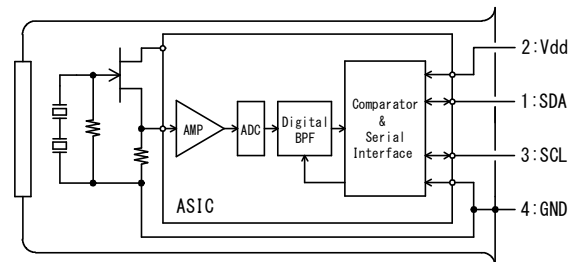 2:Vdd
1:SDA
3:SCL
4:GND
AMP
ADC
Digital
BPF
Comparator
&
Serial
Interface
ASIC